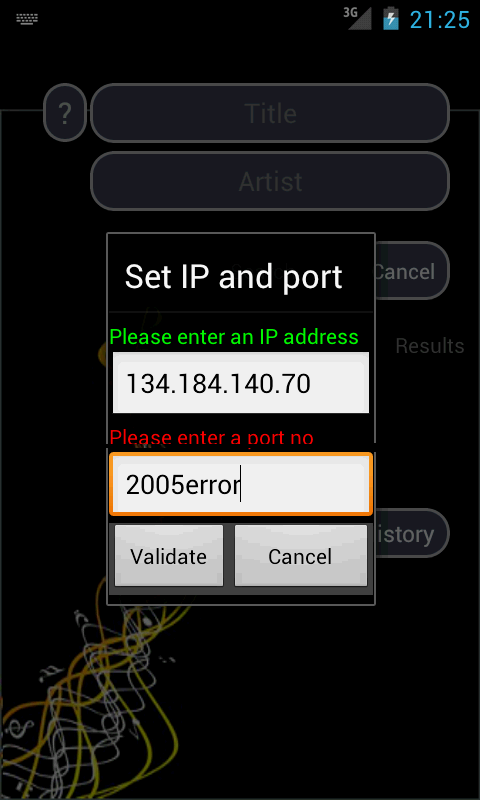 3G
21:25
?
Title
Artist
Cancel
Results
Set IP and port
Please enter an IP address
134.184.140.70
Please enter a port no
2005error
istory
Validate
Cancel